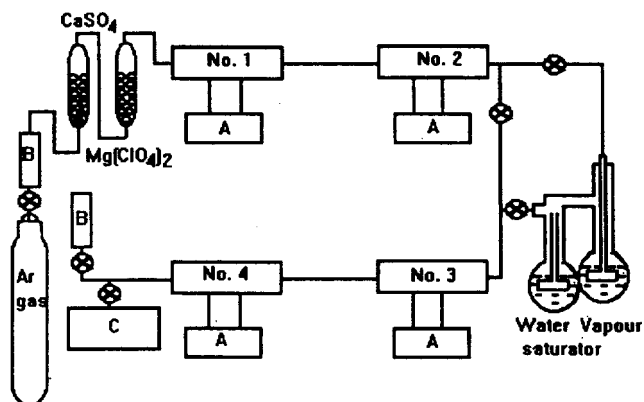 CaSO4
No. 1
No. 2
A
A
B
Mg(ClO4)2
B
Ar
gas
No. 4
No. 3
C
A
A
Water Vapour
saturator